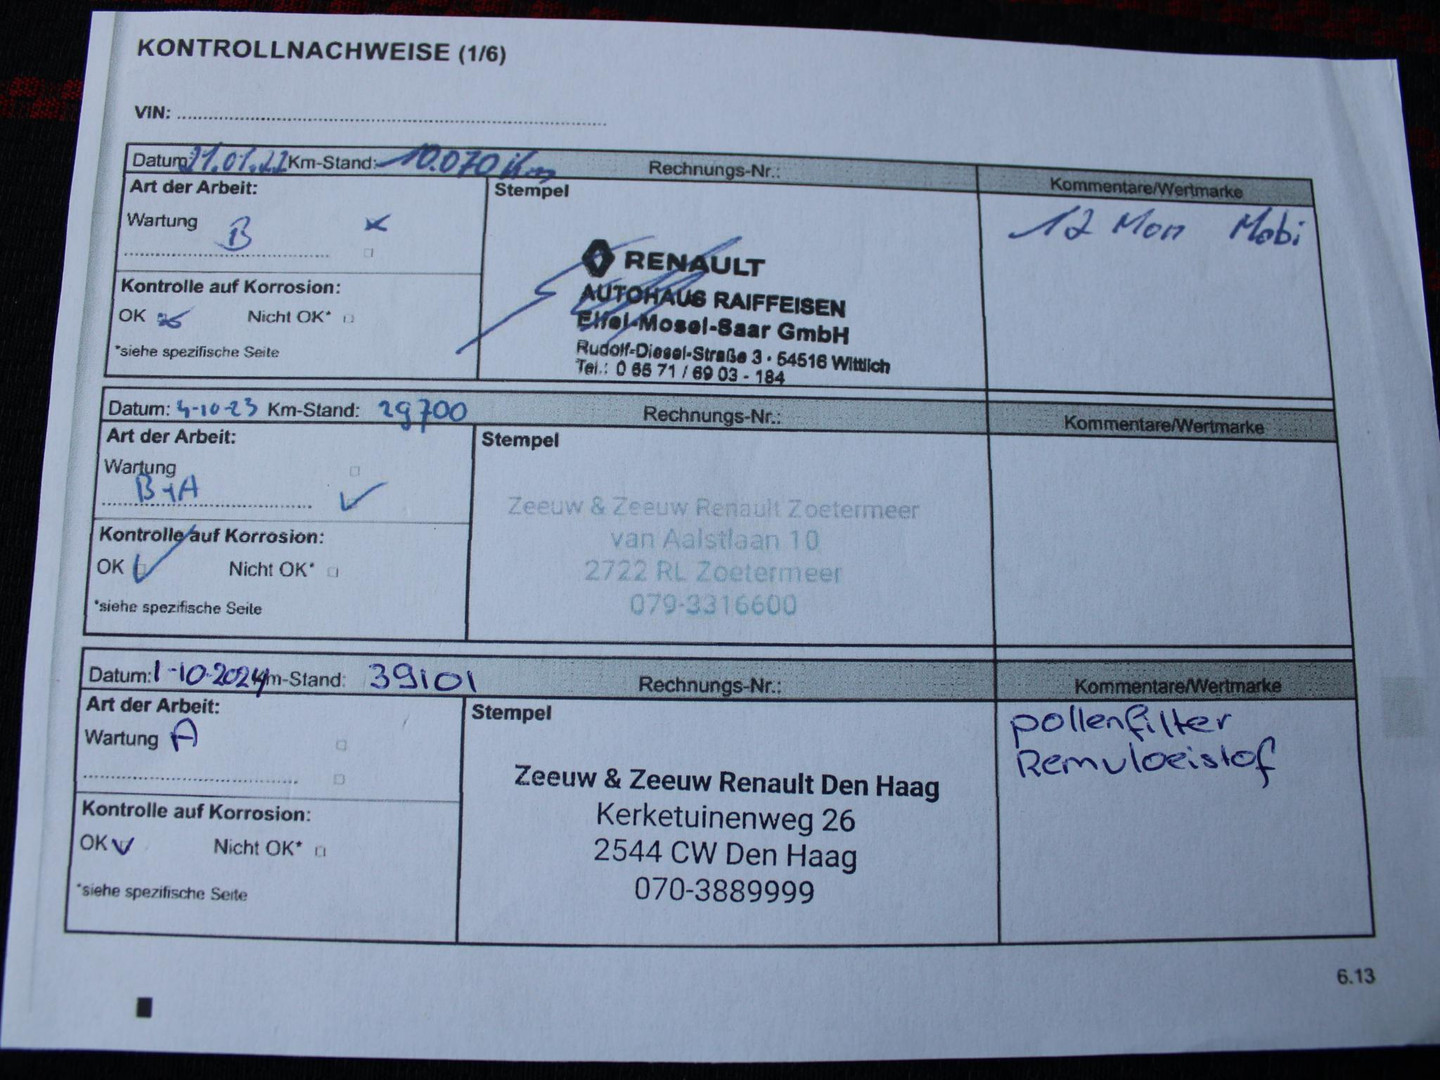 KONTROLLNACHWEISE (1/6)
VIN:
Datum: 21.01.22 Km-Stand: 10.070 Km Rechnungs-Nr.: Kommentare/Wertmarke
Art der Arbeit:
Stempel
Wartung
B
12 Mon Mobi
RENAULT
AUTOHAUS RAIFFEISEN
Eifel-Mosel-Saar GmbH
Rudolf-Diesel-Straße 3 · 54516 Wittlich
Tel.: 0 65 71 / 69 03 - 184
Kontrolle auf Korrosion:
OK Nicht OK*
*siehe spezifische Seite
Datum: 4-10-23 Km-Stand: 29700 Rechnungs-Nr.: Kommentare/Wertmarke
Art der Arbeit:
Stempel
Wartung
B+A
Zeeuw & Zeeuw Renault Zoetermeer
van Aalstlaan 10
2722 RL Zoetermeer
079-3316600
Kontrolle auf Korrosion:
OK Nicht OK*
*siehe spezifische Seite
Datum: 1-10-2024 Km-Stand: 39101 Rechnungs-Nr.: Kommentare/Wertmarke
Art der Arbeit:
Stempel
Wartung A
pollenfilter
Remvloeistof
Zeeuw & Zeeuw Renault Den Haag
Kerketuinenweg 26
2544 CW Den Haag
070-3889999
Kontrolle auf Korrosion:
OK Nicht OK*
*siehe spezifische Seite
6.13